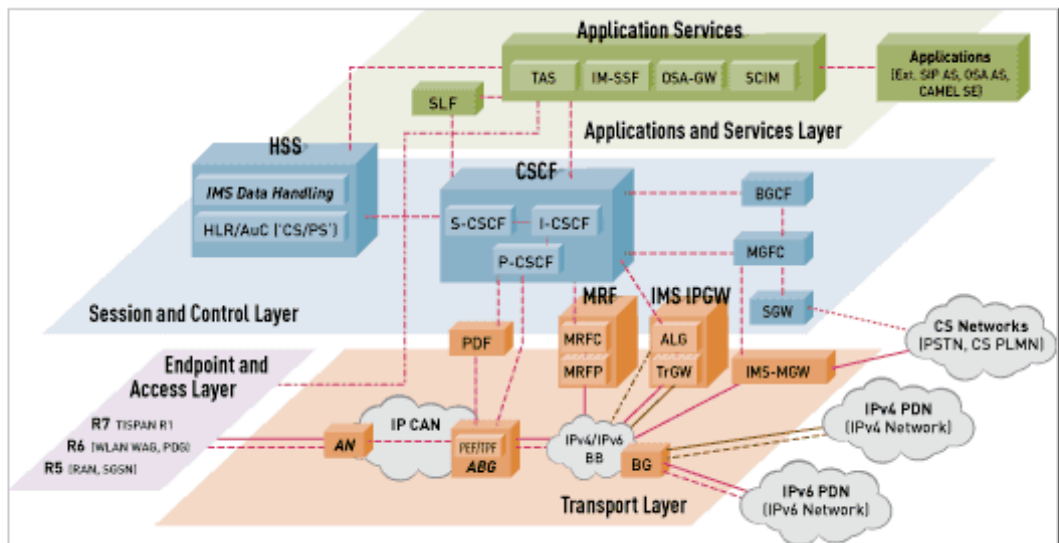 Application Services
TAS
IM-SSF
OSA-GW
SCIM
Applications
(Ext. SIP AS, OSA AS,
CAMEL SE)
SLF
Applications and Services Layer
HSS
IMS Data Handling
HLR/AuC ('CS/PS')
CSCF
S-CSCF
I-CSCF
P-CSCF
BGCF
MGFC
SGW
Session and Control Layer
MRF
MRFC
MRFP
IMS IPGW
ALG
TrGW
PDF
IMS-MGW
CS Networks
(PSTN, CS PLMN)
Endpoint and
Access Layer
R7 TISPAN R1
R6 (WLAN WAG, PDG)
R5 (RAN, SGSN)
AN
IP CAN
PEF/TPF
ABG
IPv4/IPv6
BB
BG
IPv4 PDN
(IPv4 Network)
IPv6 PDN
(IPv6 Network)
Transport Layer